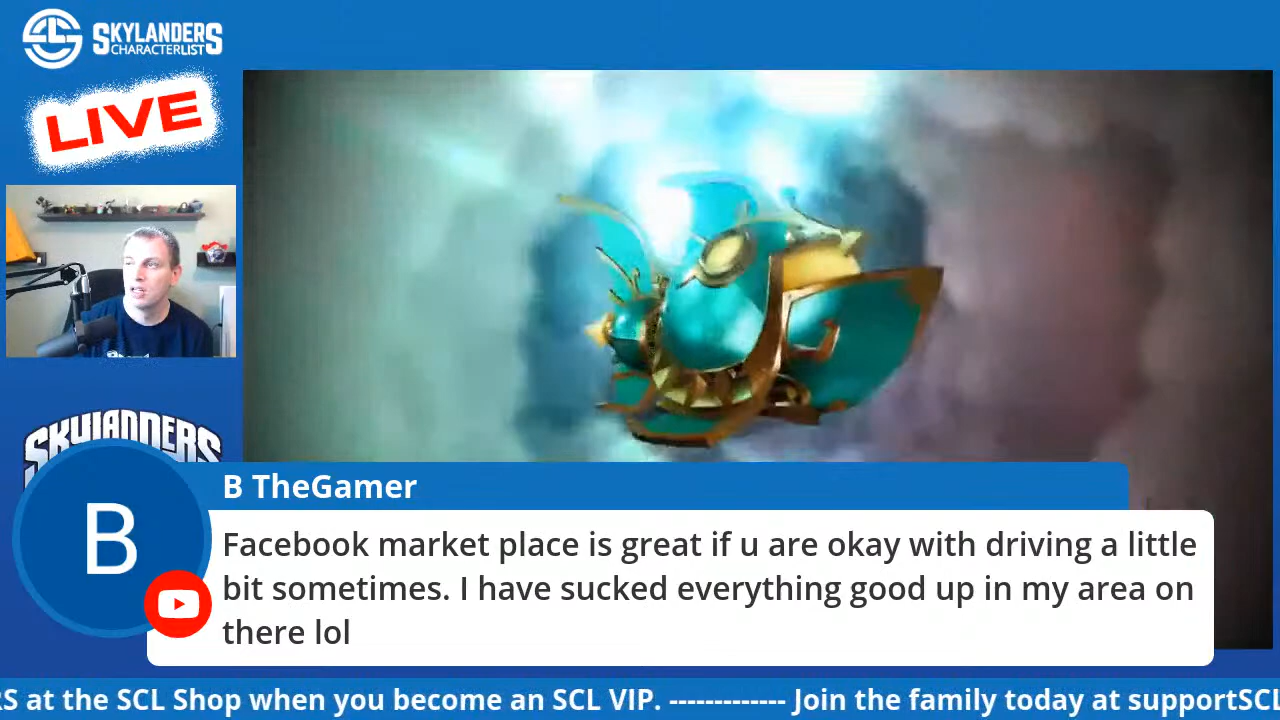 SKYLANDERS
CHARACTERLIST
LIVE
SKYLANDERS
B TheGamer
B
Facebook market place is great if u are okay with driving a little
bit sometimes. I have sucked everything good up in my area on
there lol
RS at the SCL Shop when you become an SCL VIP. ------------- Join the family today at supportSCL